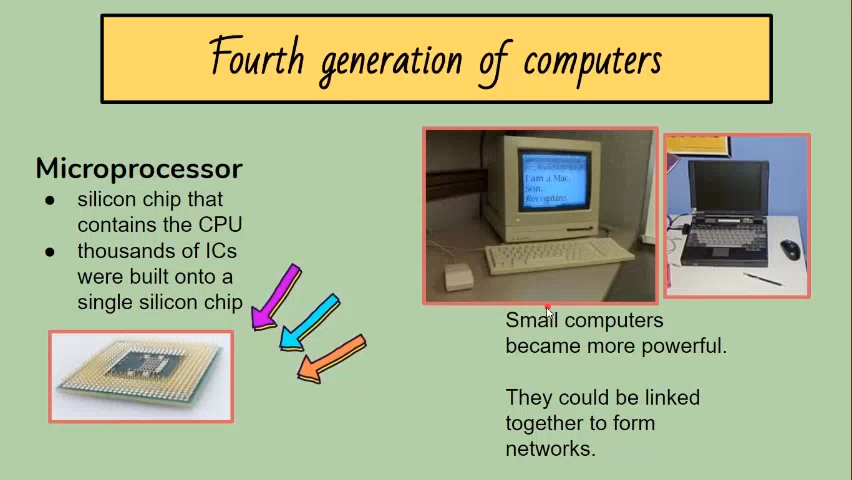 Fourth generation of computers
Microprocessor
● silicon chip that
contains the CPU
● thousands of ICs
were built onto a
single silicon chip
I am a Mac,
Son.
Recognize
Small computers
became more powerful.
They could be linked
together to form
networks.